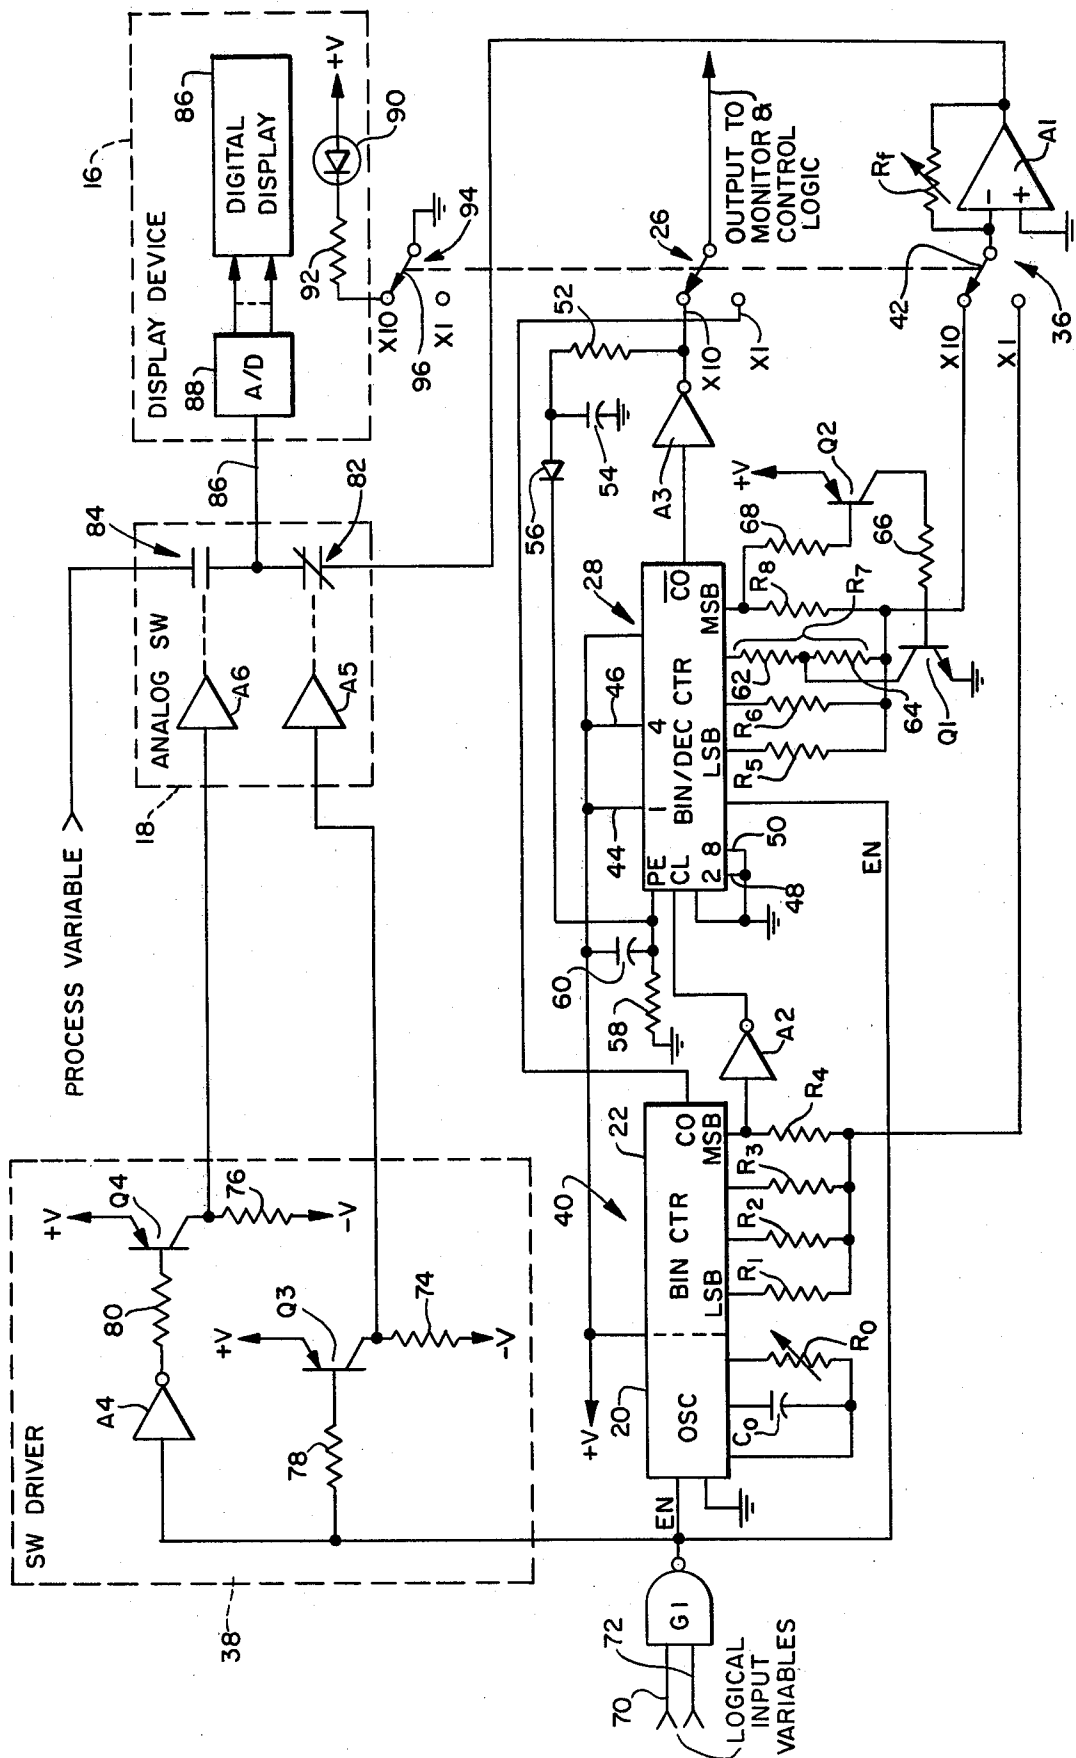 SW DRIVER
38
A4
80
Q4
+V
76
-V
78
Q3
+V
74
-V
PROCESS VARIABLE
18
ANALOG SW
A6
A5
84
82
86
16
DISPLAY DEVICE
88
A/D
DIGITAL
DISPLAY
86
92
90
+V
X10
X1
96
94
70
72
LOGICAL
INPUT
VARIABLES
G1
EN
20
+V
OSC
BIN CTR
LSB
MSB
CO
40
22
C0
R0
R1
R2
R3
R4
A2
58
60
56
54
52
PE
CL
2 8
48
50
44
1
4
46
BIN/DEC CTR
LSB
MSB
CO
28
EN
R5
R6
62
64
R7
R8
68
66
Q1
Q2
+V
A3
X10
X1
26
OUTPUT TO
MONITOR &
CONTROL
LOGIC
X10
X1
42
36
Rf
-
+
A1